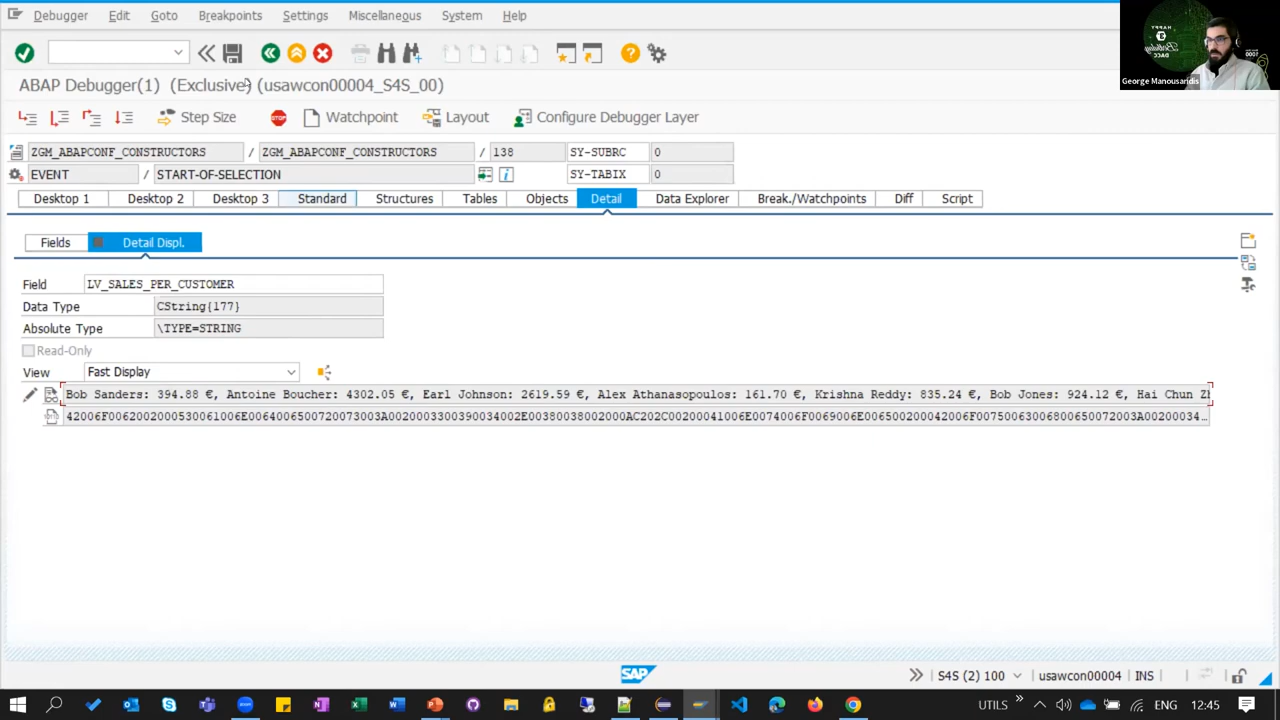 Debugger Edit Goto Breakpoints Settings Miscellaneous System Help
ABAP Debugger(1) (Exclusive) (usawcon00004_S4S_00)
Step Size STOP Watchpoint Layout Configure Debugger Layer
ZGM_ABAPCONF_CONSTRUCTORS / ZGM_ABAPCONF_CONSTRUCTORS / 138 SY-SUBRC 0
EVENT / START-OF-SELECTION SY-TABIX 0
Desktop 1 Desktop 2 Desktop 3 Standard Structures Tables Objects Detail Data Explorer Break./Watchpoints Diff Script
Fields Detail Displ.
Field LV_SALES_PER_CUSTOMER
Data Type CString{177}
Absolute Type \TYPE=STRING
Read-Only
View Fast Display
Bob Sanders: 394.88 €, Antoine Boucher: 4302.05 €, Earl Johnson: 2619.59 €, Alex Athanasopoulos: 161.70 €, Krishna Reddy: 835.24 €, Bob Jones: 924.12 €, Hai Chun
SAP
S4S (2) 100 usawcon00004 INS
UTILS ENG 12:45
HAPPY
Birthday
DACC
George Manousaridis